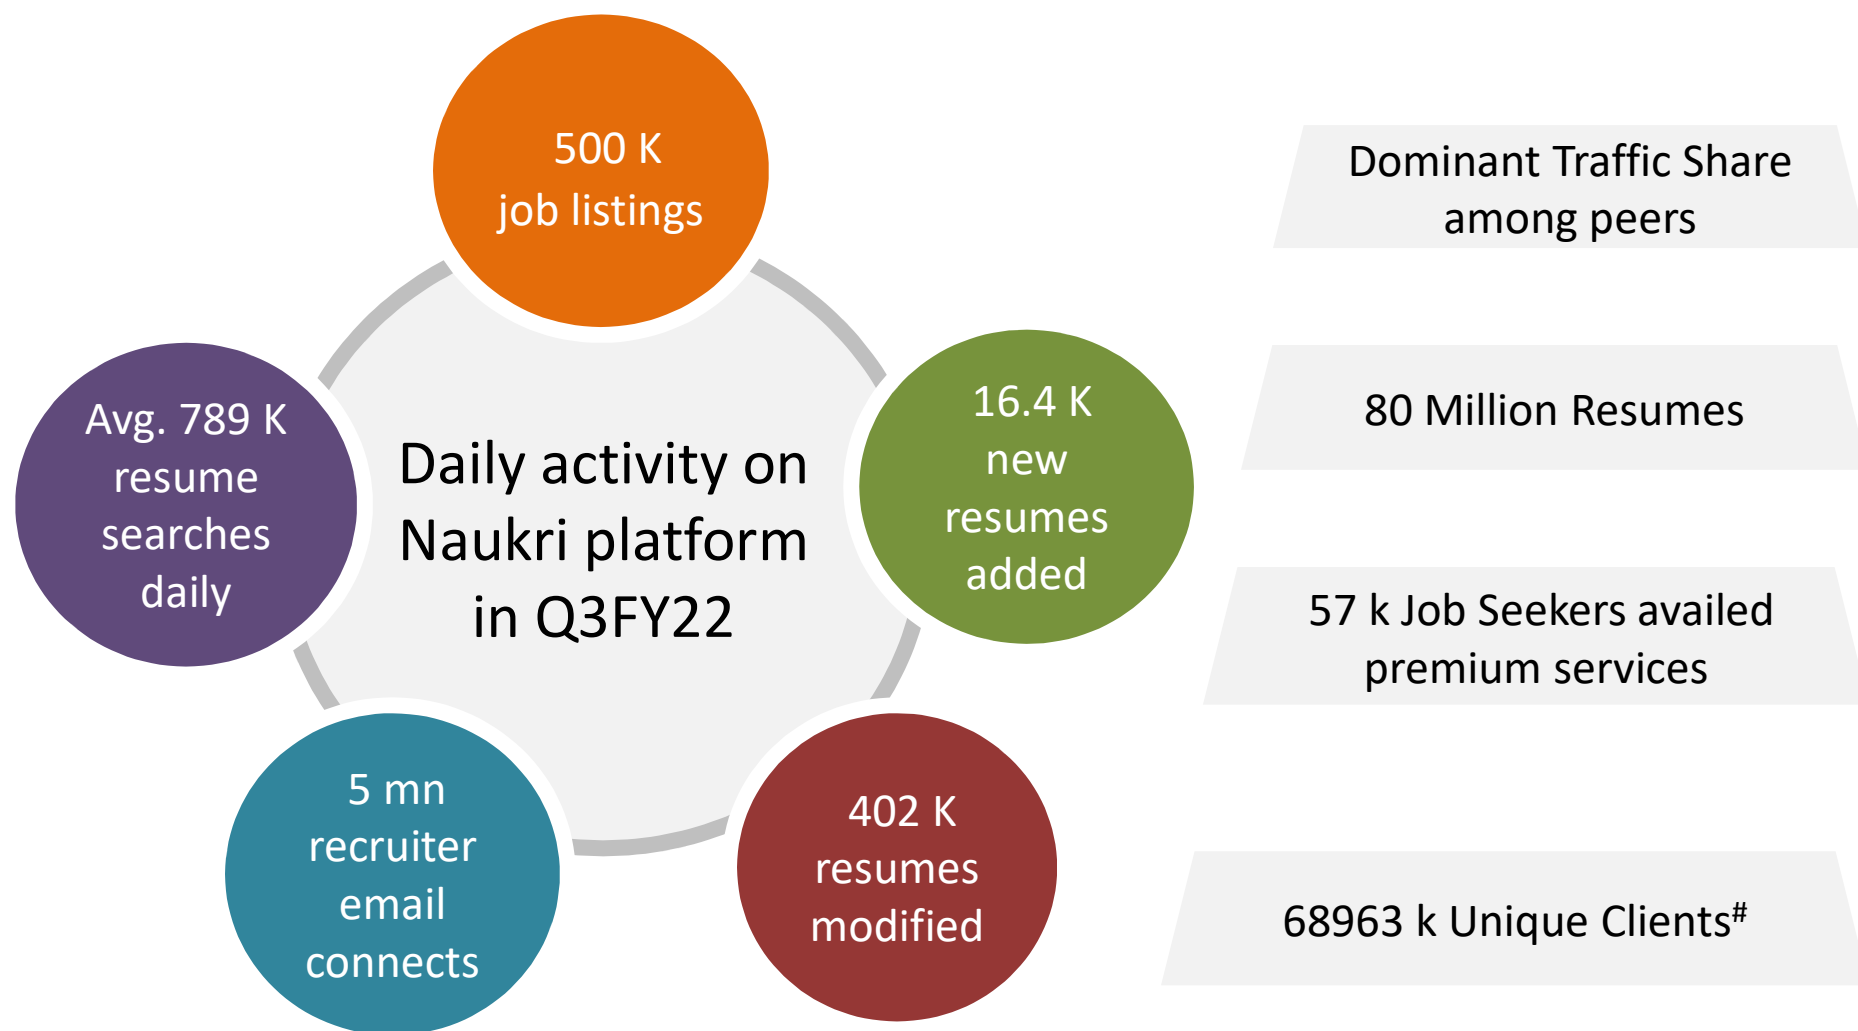 500 K
job listings
Avg. 789 K
resume
searches
daily
Daily activity on
Naukri platform
in Q3FY22
16.4 K
new
resumes
added
5 mn
recruiter
email
connects
402 K
resumes
modified
Dominant Traffic Share
among peers
80 Million Resumes
57 k Job Seekers availed
premium services
68963 k Unique Clients#